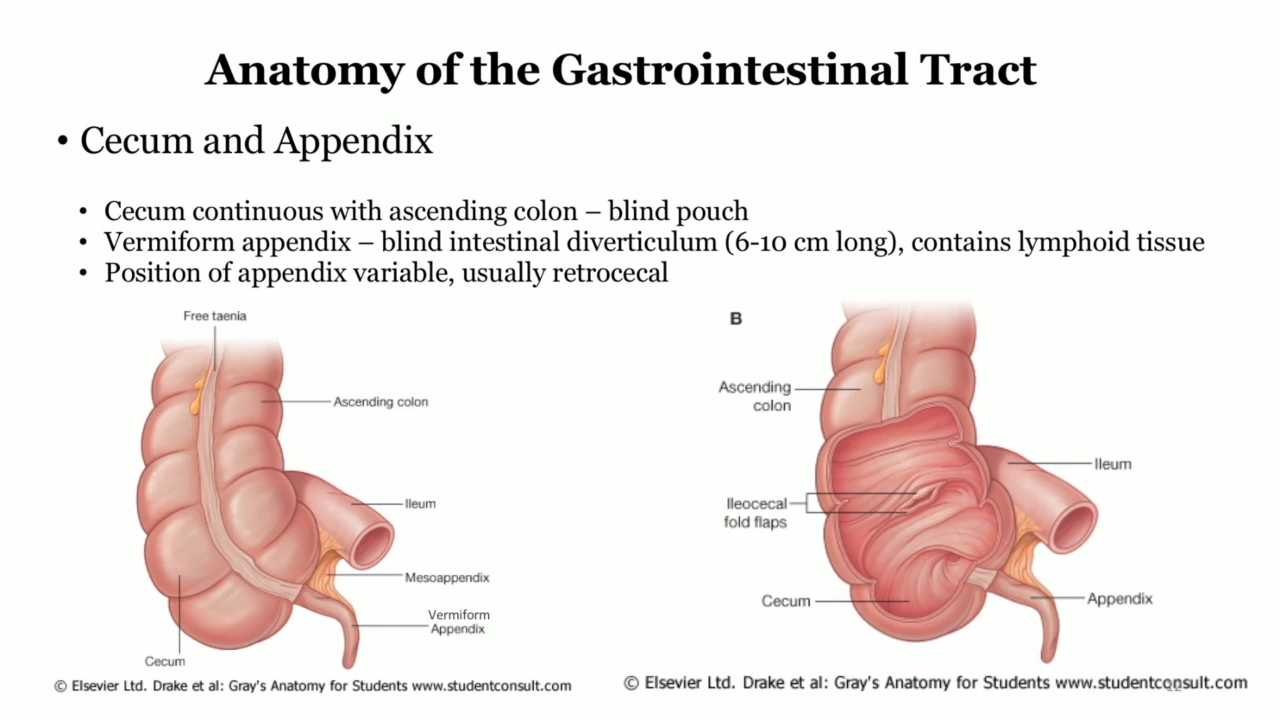 Anatomy of the Gastrointestinal Tract
• Cecum and Appendix
• Cecum continuous with ascending colon – blind pouch
• Vermiform appendix – blind intestinal diverticulum (6-10 cm long), contains lymphoid tissue
• Position of appendix variable, usually retrocecal
Free taenia
Ascending colon
Ileum
Mesoappendix
Vermiform
Appendix
Cecum
© Elsevier Ltd. Drake et al: Gray's Anatomy for Students www.studentconsult.com
B
Ascending
colon
Ileum
Ileocecal
fold flaps
Cecum
Appendix
© Elsevier Ltd. Drake et al: Gray's Anatomy for Students www.studentconsult.com
12